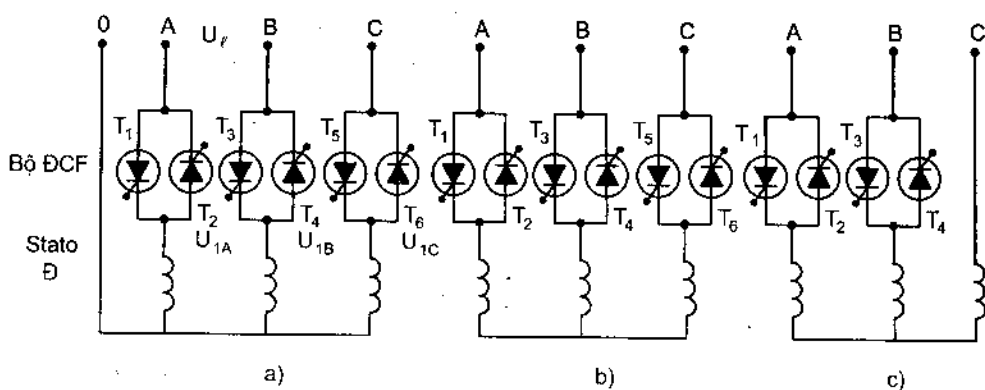 0 A U_ℓ B C A B C A B C
T₁ T₃ T₅ T₁ T₃ T₅ T₁ T₃
Bộ ĐCF
T₂ T₄ T₆ T₂ T₄ T₆ T₂ T₄
Stato U₁A U₁B U₁C
Đ
a) b) c)